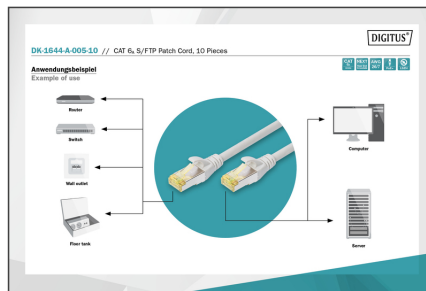 DIGITUS®
DK-1644-A-005-10 // CAT 6A S/FTP Patch Cord, 10 Pieces
Anwendungsbeispiel
Example of use
Router
Switch
Wall outlet
Floor tank
Computer
Server